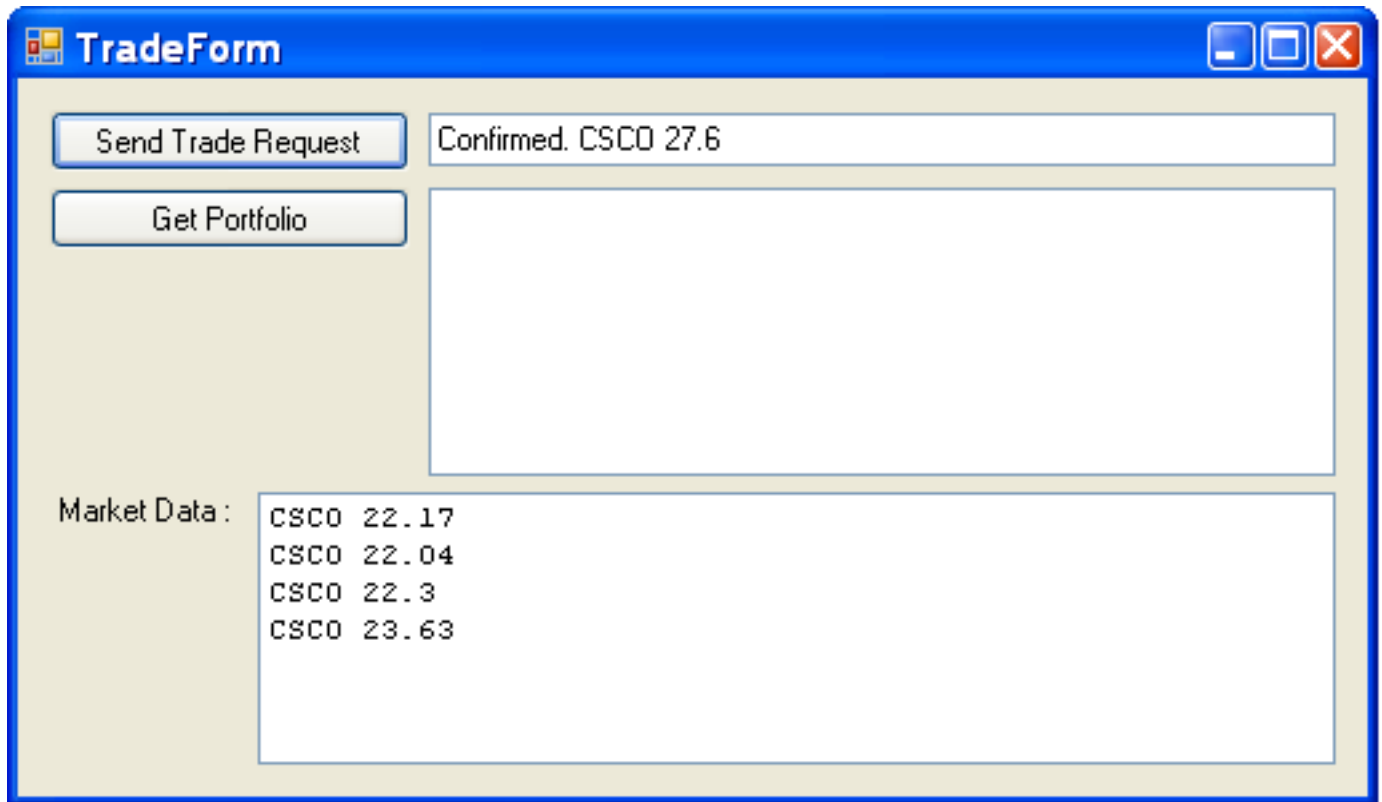 TradeForm
Send Trade Request
Confirmed. CSCO 27.6
Get Portfolio
Market Data :
CSCO 22.17
CSCO 22.04
CSCO 22.3
CSCO 23.63